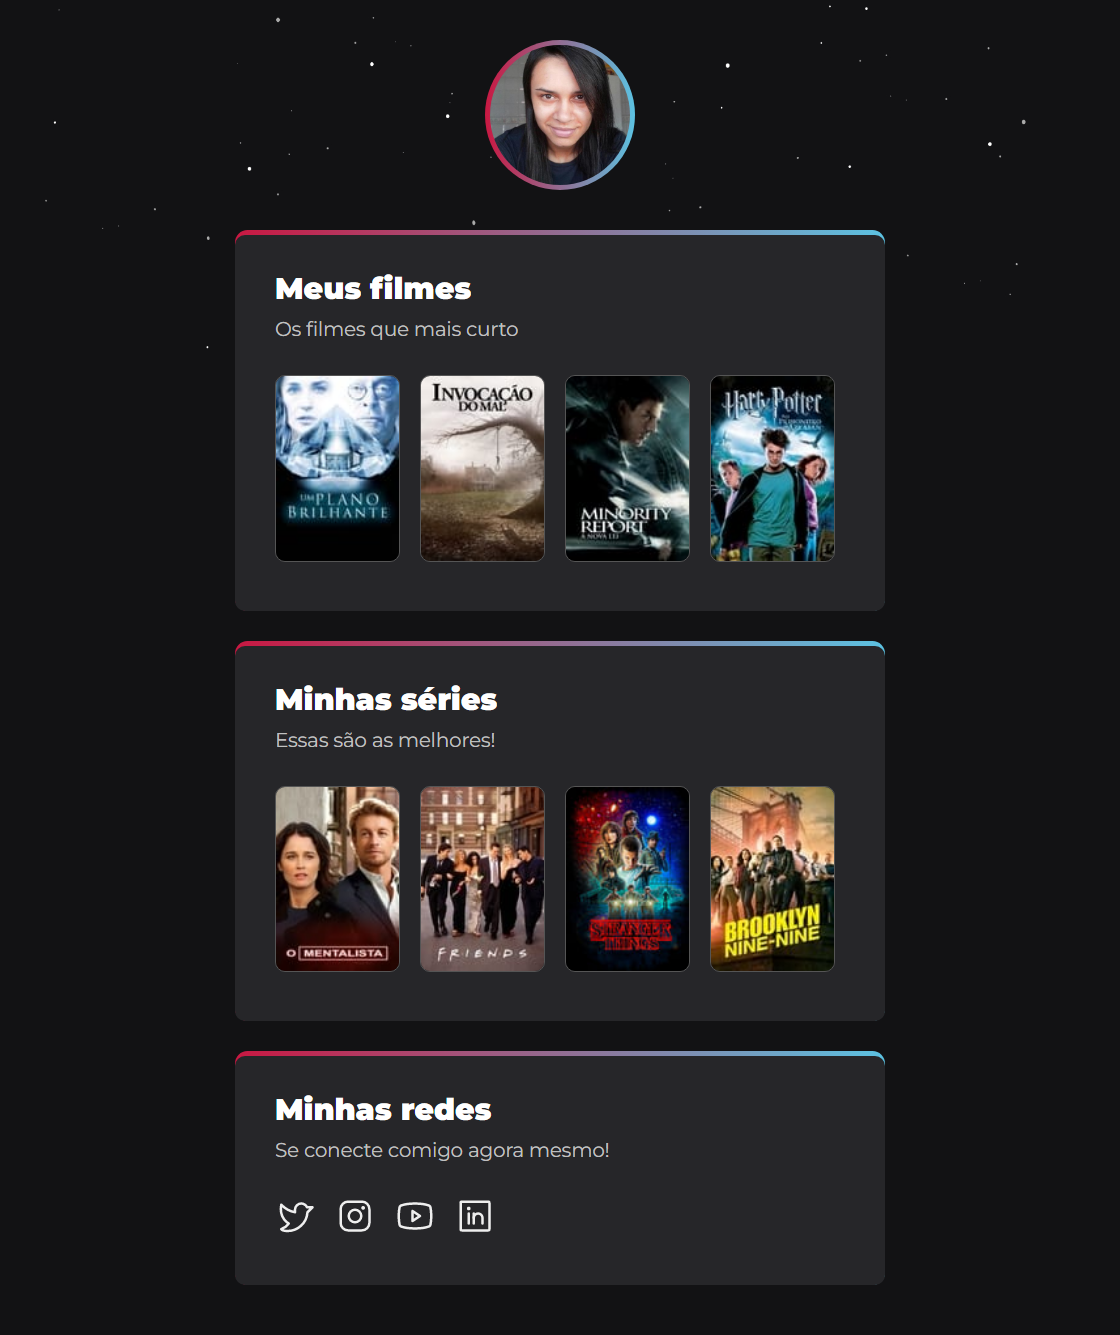 Meus filmes
Os filmes que mais curto
UM PLANO
BRILHANTE
INVOCAÇÃO
DO MAL
MINORITY
REPORT
A NOVA LEI
Harry Potter
PRISIONEIRO
AZKABAN
Minhas séries
Essas são as melhores!
O MENTALISTA
FRIENDS
STRANGER
THINGS
BROOKLYN
NINE-NINE
Minhas redes
Se conecte comigo agora mesmo!
in